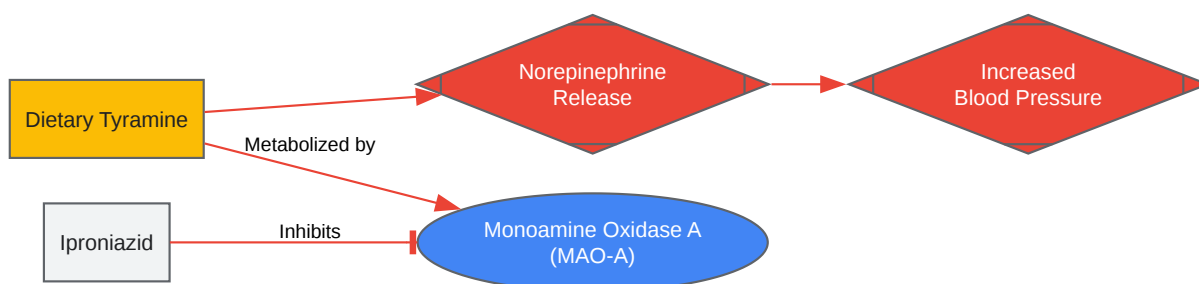 Norepinephrine
Release
Increased
Blood Pressure
Dietary Tyramine
Metabolized by
Iproniazid
Inhibits
Monoamine Oxidase A
(MAO-A)